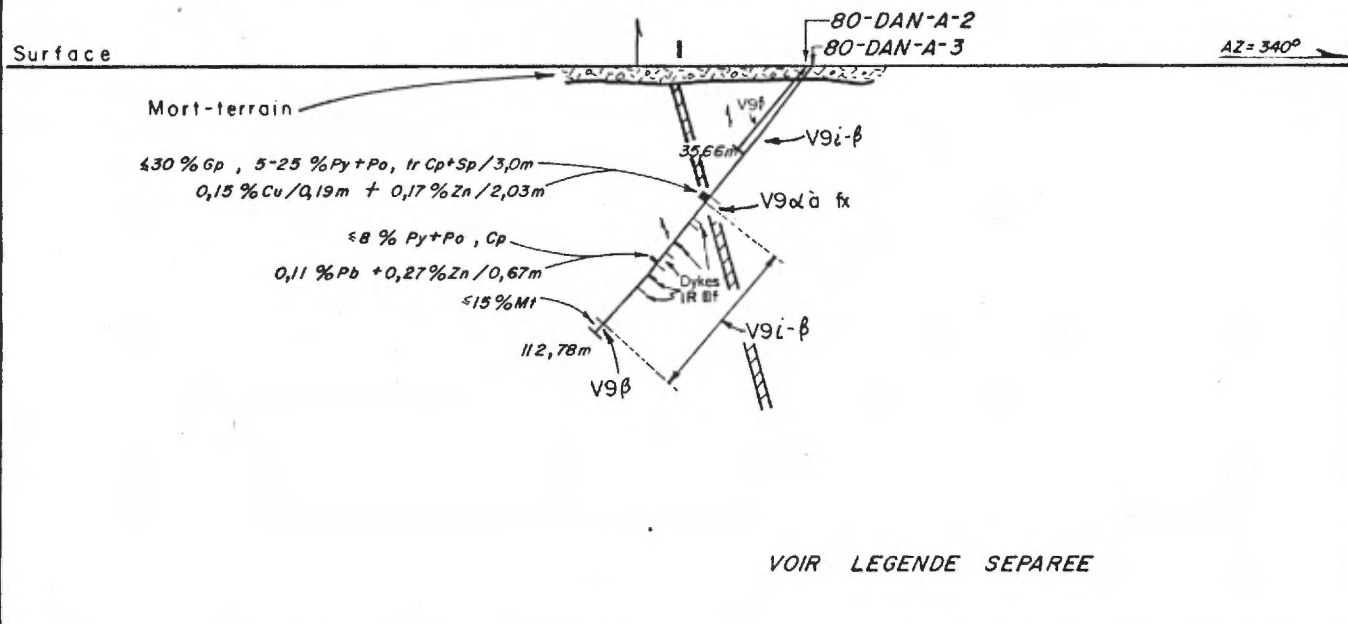 80-DAN-A-2
80-DAN-A-3
AZ = 340°
Surface
I
Mort-terrain
V9β
V9i-β
35,66m
≤30 % Gp , 5-25 % Py+Po, tr Cp+Sp/3,0m
0,15 % Cu/0,19m + 0,17 % Zn/2,03m
V9α à fx
≤8 % Py+Po , Cp
0,11 % Pb +0,27%Zn/0,67m
Dykes
≤15 %Mt
V9i-β
112,78m
V9β
VOIR LEGENDE SEPAREE